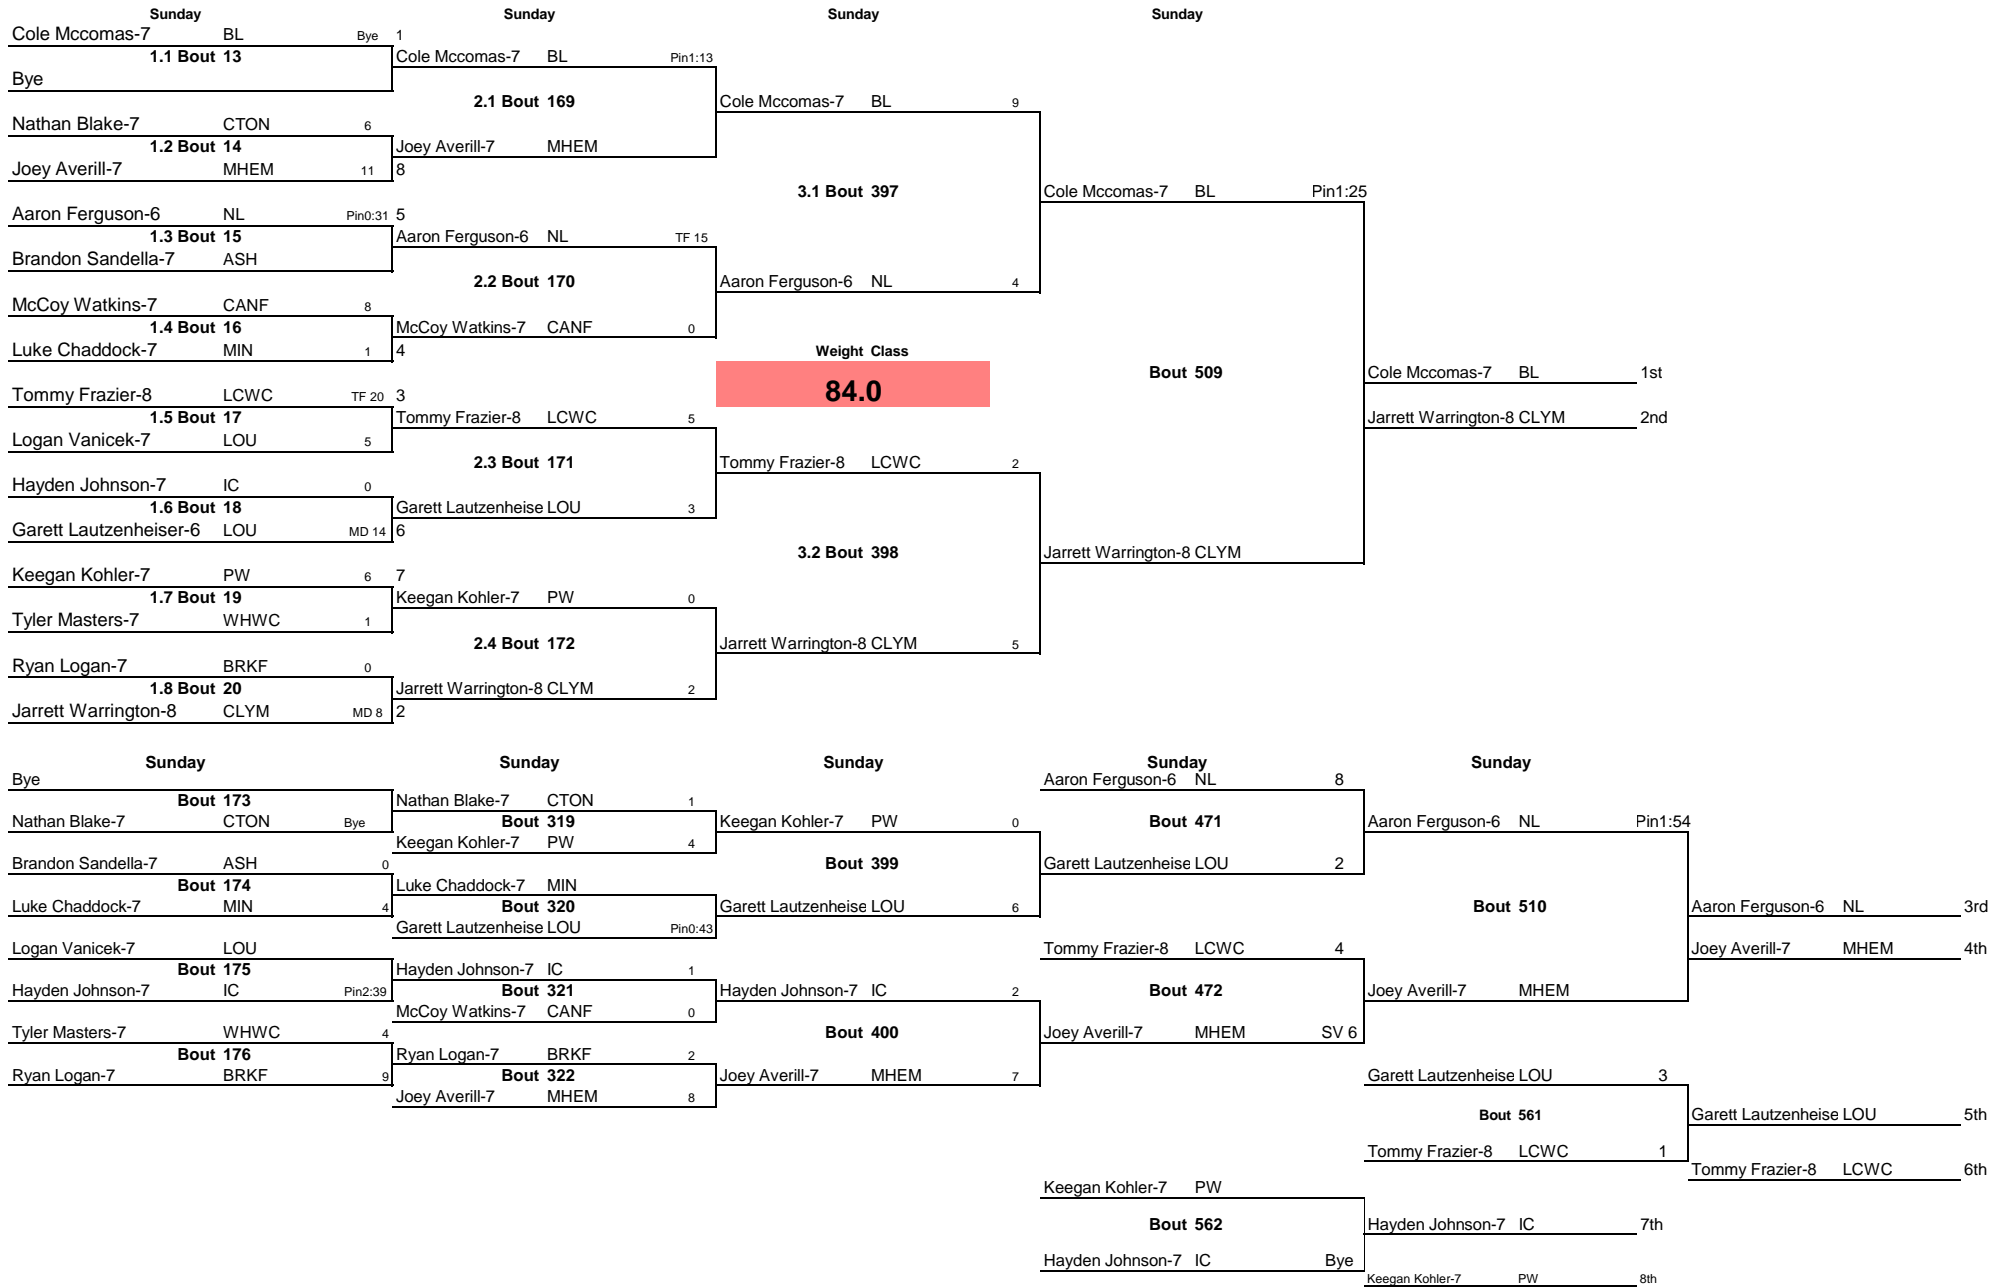 Sunday Sunday Sunday Sunday
Cole Mccomas-7 BL Bye 1
1.1 Bout 13 Cole Mccomas-7 BL Pin1:13
Bye
2.1 Bout 169 Cole Mccomas-7 BL 9
Nathan Blake-7 CTON 6
1.2 Bout 14 Joey Averill-7 MHEM
Joey Averill-7 MHEM 11 8
3.1 Bout 397 Cole Mccomas-7 BL Pin1:25
Aaron Ferguson-6 NL Pin0:31 5
1.3 Bout 15 Aaron Ferguson-6 NL TF 15
Brandon Sandella-7 ASH
2.2 Bout 170 Aaron Ferguson-6 NL 4
McCoy Watkins-7 CANF 8
1.4 Bout 16 McCoy Watkins-7 CANF 0
Luke Chaddock-7 MIN 1 4 Weight Class
Bout 509 Cole Mccomas-7 BL 1st
Tommy Frazier-8 LCWC TF 20 3 84.0
1.5 Bout 17 Tommy Frazier-8 LCWC 5 Jarrett Warrington-8 CLYM 2nd
Logan Vanicek-7 LOU 5
2.3 Bout 171 Tommy Frazier-8 LCWC 2
Hayden Johnson-7 IC 0
1.6 Bout 18 Garett Lautzenheise LOU 3
Garett Lautzenheiser-6 LOU MD 14 6
3.2 Bout 398 Jarrett Warrington-8 CLYM
Keegan Kohler-7 PW 6 7
1.7 Bout 19 Keegan Kohler-7 PW 0
Tyler Masters-7 WHWC 1
2.4 Bout 172 Jarrett Warrington-8 CLYM 5
Ryan Logan-7 BRKF 0
1.8 Bout 20 Jarrett Warrington-8 CLYM 2
Jarrett Warrington-8 CLYM MD 8 2
Sunday Sunday Sunday Sunday Sunday
Bye Aaron Ferguson-6 NL 8
Bout 173 Nathan Blake-7 CTON 1
Nathan Blake-7 CTON Bye Bout 319 Keegan Kohler-7 PW 0 Bout 471 Aaron Ferguson-6 NL Pin1:54
Keegan Kohler-7 PW 4
Brandon Sandella-7 ASH 0 Bout 399 Garett Lautzenheise LOU 2
Bout 174 Luke Chaddock-7 MIN
Luke Chaddock-7 MIN 4 Bout 320 Garett Lautzenheise LOU 6 Bout 510 Aaron Ferguson-6 NL 3rd
Garett Lautzenheise LOU Pin0:43
Logan Vanicek-7 LOU Tommy Frazier-8 LCWC 4 Joey Averill-7 MHEM 4th
Bout 175 Hayden Johnson-7 IC 1
Hayden Johnson-7 IC Pin2:39 Bout 321 Hayden Johnson-7 IC 2 Bout 472 Joey Averill-7 MHEM
McCoy Watkins-7 CANF 0
Tyler Masters-7 WHWC 4 Bout 400 Joey Averill-7 MHEM SV 6
Bout 176 Ryan Logan-7 BRKF 2
Ryan Logan-7 BRKF 9 Bout 322 Joey Averill-7 MHEM 7 Garett Lautzenheise LOU 3
Joey Averill-7 MHEM 8
Bout 561 Garett Lautzenheise LOU 5th
Tommy Frazier-8 LCWC 1
Tommy Frazier-8 LCWC 6th
Keegan Kohler-7 PW
Bout 562 Hayden Johnson-7 IC 7th
Hayden Johnson-7 IC Bye
Keegan Kohler-7 PW 8th